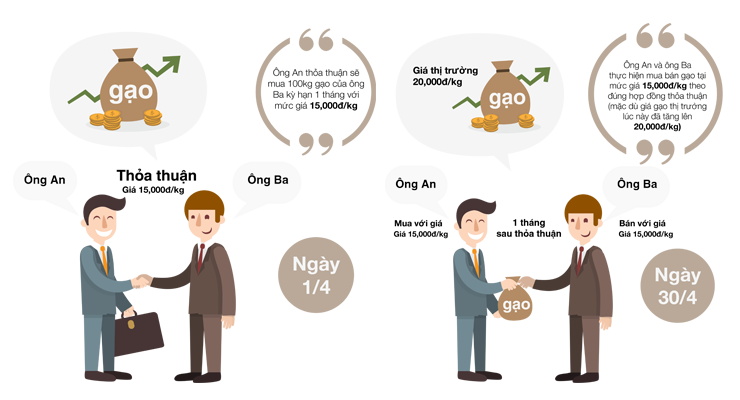 gạo
Ông An thỏa thuận sẽ
mua 100kg gạo của ông
Ba kỳ hạn 1 tháng với
mức giá 15,000đ/kg
Ông An
Thỏa thuận
Giá 15,000đ/kg
Ông Ba
Ngày
1/4
Giá thị trường
20,000đ/kg
gạo
Ông An và ông Ba
thực hiện mua bán gạo tại
mức giá 15,000đ/kg theo
đúng hợp đồng thỏa thuận
(mặc dù giá gạo thị trường
lúc này đã tăng lên
20,000đ/kg)
Ông An
Ông Ba
Mua với giá
Giá 15,000đ/kg
1 tháng
sau thỏa thuận
Bán với giá
Giá 15,000đ/kg
gạo
Ngày
30/4